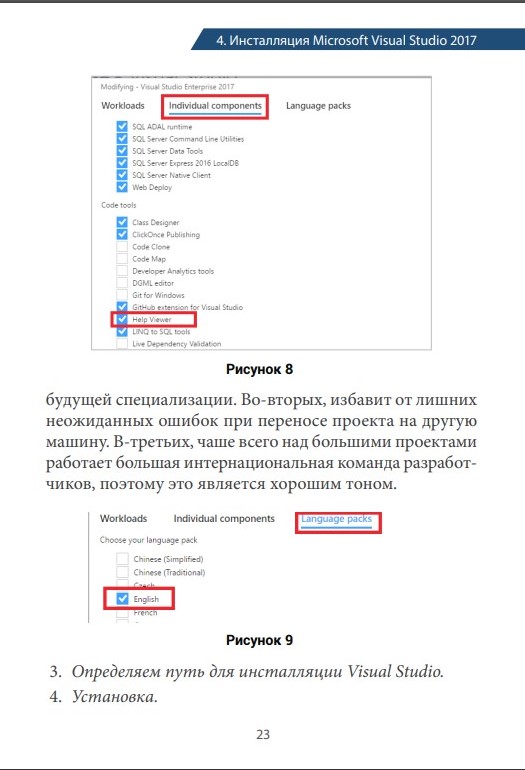 4. Инсталляция Microsoft Visual Studio 2017
Modifying - Visual Studio Enterprise 2017
Workloads Individual components Language packs
SQL ADAL runtime
SQL Server Command Line Utilities
SQL Server Data Tools
SQL Server Express 2016 LocalDB
SQL Server Native Client
Web Deploy
Code tools
Class Designer
ClickOnce Publishing
Code Clone
Code Map
Developer Analytics tools
DGML editor
Git for Windows
GitHub extension for Visual Studio
Help Viewer
LINQ to SQL tools
Live Dependency Validation
Рисунок 8
будущей специализации. Во-вторых, избавит от лишних
неожиданных ошибок при переносе проекта на другую
машину. В-третьих, чаше всего над большими проектами
работает большая интернациональная команда разработ-
чиков, поэтому это является хорошим тоном.
Workloads Individual components Language packs
Choose your language pack
Chinese (Simplified)
Chinese (Traditional)
Czech
English
French
Рисунок 9
3. Определяем путь для инсталляции Visual Studio.
4. Установка.
23